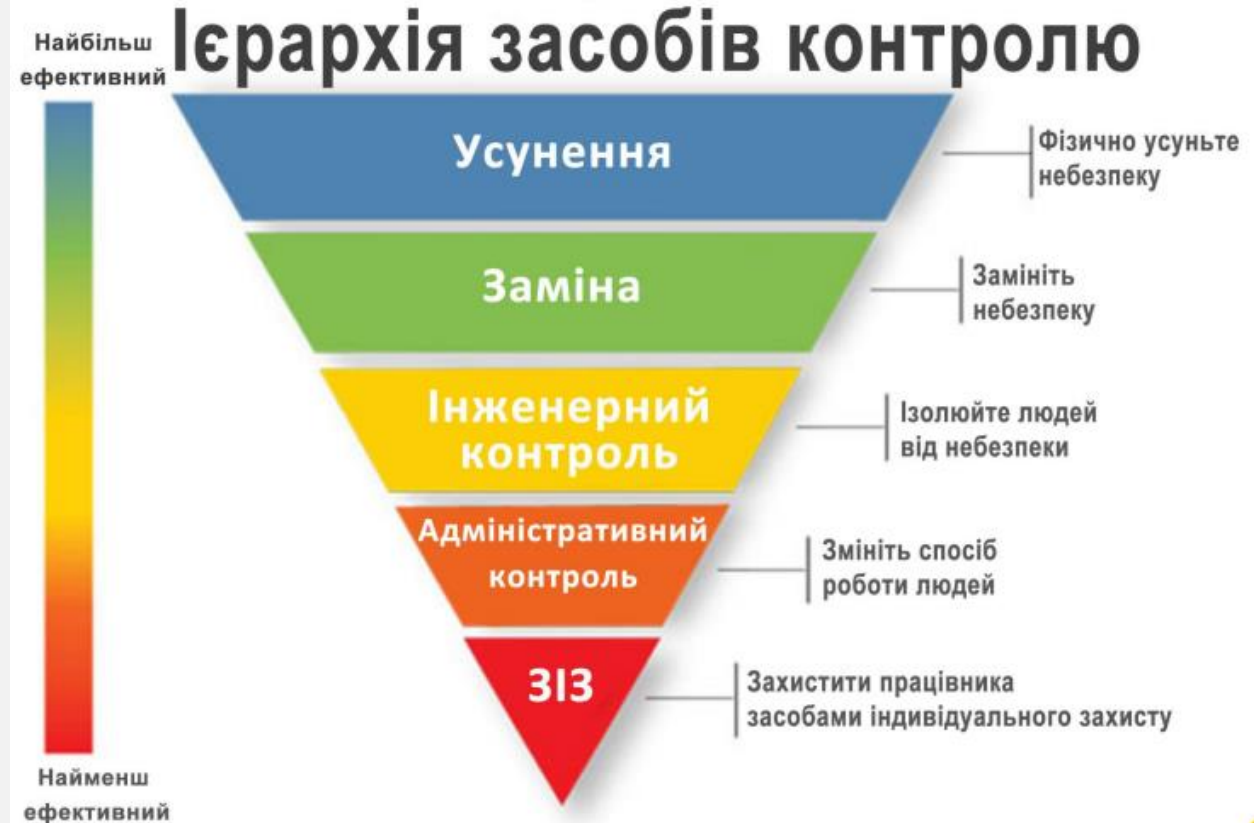 Ієрархія засобів контролю
Найбільш
ефективний
Усунення
Фізично усуньте
небезпеку
Заміна
Замініть
небезпеку
Інженерний
контроль
Ізолюйте людей
від небезпеки
Адміністративний
контроль
Змініть спосіб
роботи людей
ЗІЗ
Захистити працівника
засобами індивідуального захисту
Найменш
ефективний